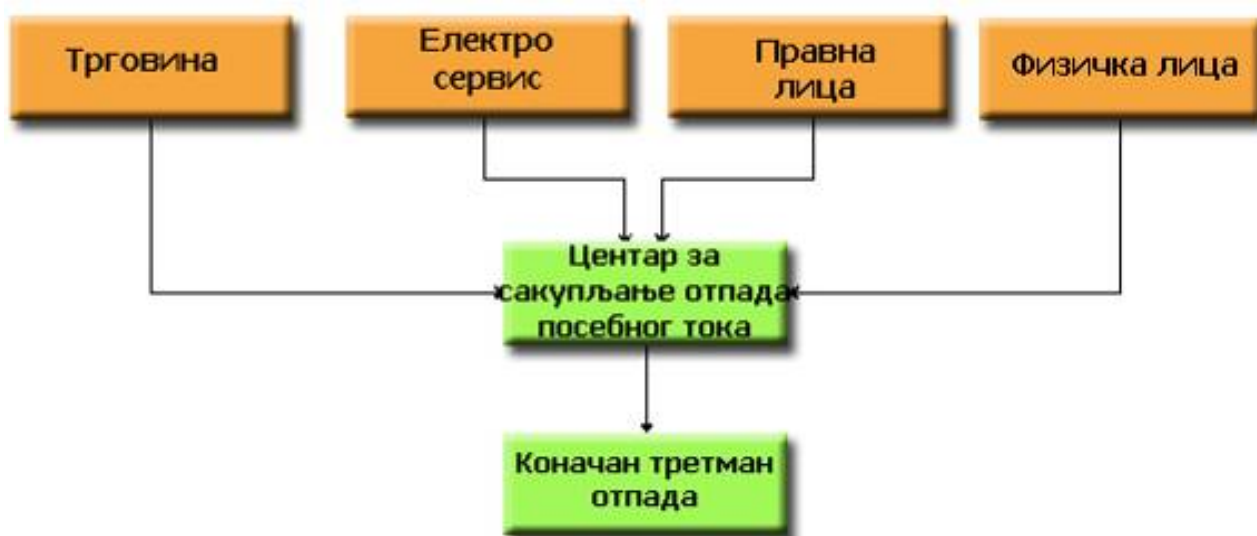 Трговина
Електро
сервис
Правна
лица
Физичка лица
Центар за
сакупљање отпада
посебног тока
Коначан третман
отпада